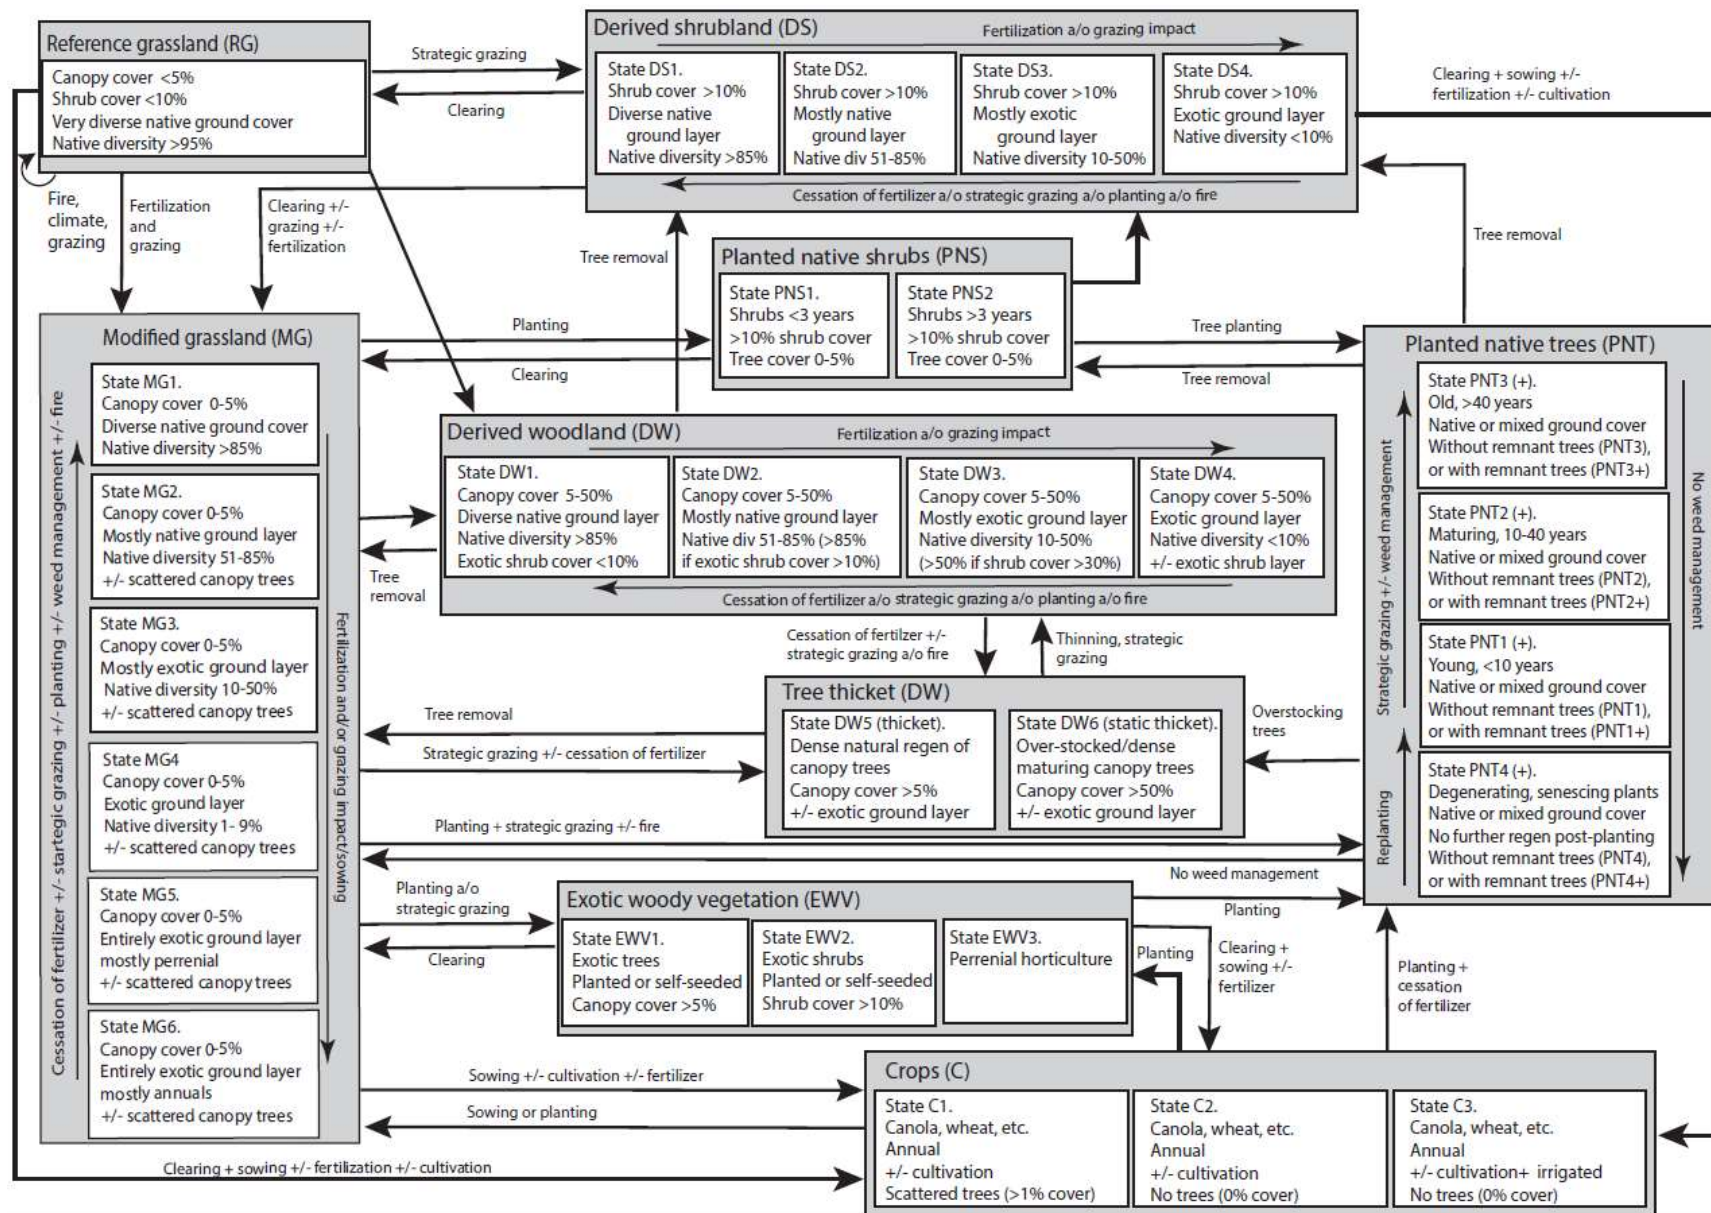 Reference grassland (RG)
Canopy cover <5%
Shrub cover <10%
Very diverse native ground cover
Native diversity >95%
Strategic grazing
Clearing
Derived shrubland (DS)
Fertilization a/o grazing impact
State DS1.
Shrub cover >10%
Diverse native
ground layer
Native diversity >85%
State DS2.
Shrub cover >10%
Mostly native
ground layer
Native div 51-85%
State DS3.
Shrub cover >10%
Mostly exotic
ground layer
Native diversity 10-50%
State DS4.
Shrub cover >10%
Exotic ground layer
Native diversity <10%
Cessation of fertilizer a/o strategic grazing a/o planting a/o fire
Clearing + sowing +/-
fertilization +/- cultivation
Fire,
climate,
grazing
Fertilization
and
grazing
Clearing +/-
grazing +/-
fertilization
Tree removal
Planted native shrubs (PNS)
State PNS1.
Shrubs <3 years
>10% shrub cover
Tree cover 0-5%
State PNS2
Shrubs >3 years
>10% shrub cover
Tree cover 0-5%
Tree removal
Planting
Clearing
Tree planting
Tree removal
Modified grassland (MG)
Cessation of fertilizer +/- startegic grazing +/- planting +/- weed management +/- fire
State MG1.
Canopy cover 0-5%
Diverse native ground cover
Native diversity >85%
State MG2.
Canopy cover 0-5%
Mostly native ground layer
Native diversity 51-85%
+/- scattered canopy trees
State MG3.
Canopy cover 0-5%
Mostly exotic ground layer
Native diversity 10-50%
+/- scattered canopy trees
State MG4
Canopy cover 0-5%
Exotic ground layer
Native diversity 1- 9%
+/- scattered canopy trees
State MG5.
Canopy cover 0-5%
Entirely exotic ground layer
mostly perrenial
+/- scattered canopy trees
State MG6.
Canopy cover 0-5%
Entirely exotic ground layer
mostly annuals
+/- scattered canopy trees
Fertilization and/or grazing impact/sowing
Derived woodland (DW)
Fertilization a/o grazing impact
State DW1.
Canopy cover 5-50%
Diverse native ground layer
Native diversity >85%
Exotic shrub cover <10%
State DW2.
Canopy cover 5-50%
Mostly native ground layer
Native div 51-85% (>85%
if exotic shrub cover >10%)
State DW3.
Canopy cover 5-50%
Mostly exotic ground layer
Native diversity 10-50%
(>50% if shrub cover >30%)
State DW4.
Canopy cover 5-50%
Exotic ground layer
Native diversity <10%
+/- exotic shrub layer
Cessation of fertilizer a/o strategic grazing a/o planting a/o fire
Tree
removal
Cessation of fertilzer +/-
strategic grazing a/o fire
Thinning, strategic
grazing
Tree thicket (DW)
State DW5 (thicket).
Dense natural regen of
canopy trees
Canopy cover >5%
+/- exotic ground layer
State DW6 (static thicket).
Over-stocked/dense
maturing canopy trees
Canopy cover >50%
+/- exotic ground layer
Tree removal
Strategic grazing +/- cessation of fertilizer
Overstocking
trees
Planted native trees (PNT)
Strategic grazing +/- weed management
Replanting
State PNT3 (+).
Old, >40 years
Native or mixed ground cover
Without remnant trees (PNT3),
or with remnant trees (PNT3+)
State PNT2 (+).
Maturing, 10-40 years
Native or mixed ground cover
Without remnant trees (PNT2),
or with remnant trees (PNT2+)
State PNT1 (+).
Young, <10 years
Native or mixed ground cover
Without remnant trees (PNT1),
or with remnant trees (PNT1+)
State PNT4 (+).
Degenerating, senescing plants
Native or mixed ground cover
No further regen post-planting
Without remnant trees (PNT4),
or with remnant trees (PNT4+)
No weed management
Planting + strategic grazing +/- fire
No weed management
Planting a/o
strategic grazing
Clearing
Exotic woody vegetation (EWV)
State EWV1.
Exotic trees
Planted or self-seeded
Canopy cover >5%
State EWV2.
Exotic shrubs
Planted or self-seeded
Shrub cover >10%
State EWV3.
Perrenial horticulture
Planting
Planting
Clearing +
sowing +/-
fertilizer
Planting +
cessation
of fertilizer
Sowing +/- cultivation +/- fertilizer
Sowing or planting
Clearing + sowing +/- fertilization +/- cultivation
Crops (C)
State C1.
Canola, wheat, etc.
Annual
+/- cultivation
Scattered trees (>1% cover)
State C2.
Canola, wheat, etc.
Annual
+/- cultivation
No trees (0% cover)
State C3.
Canola, wheat, etc.
Annual
+/- cultivation+ irrigated
No trees (0% cover)